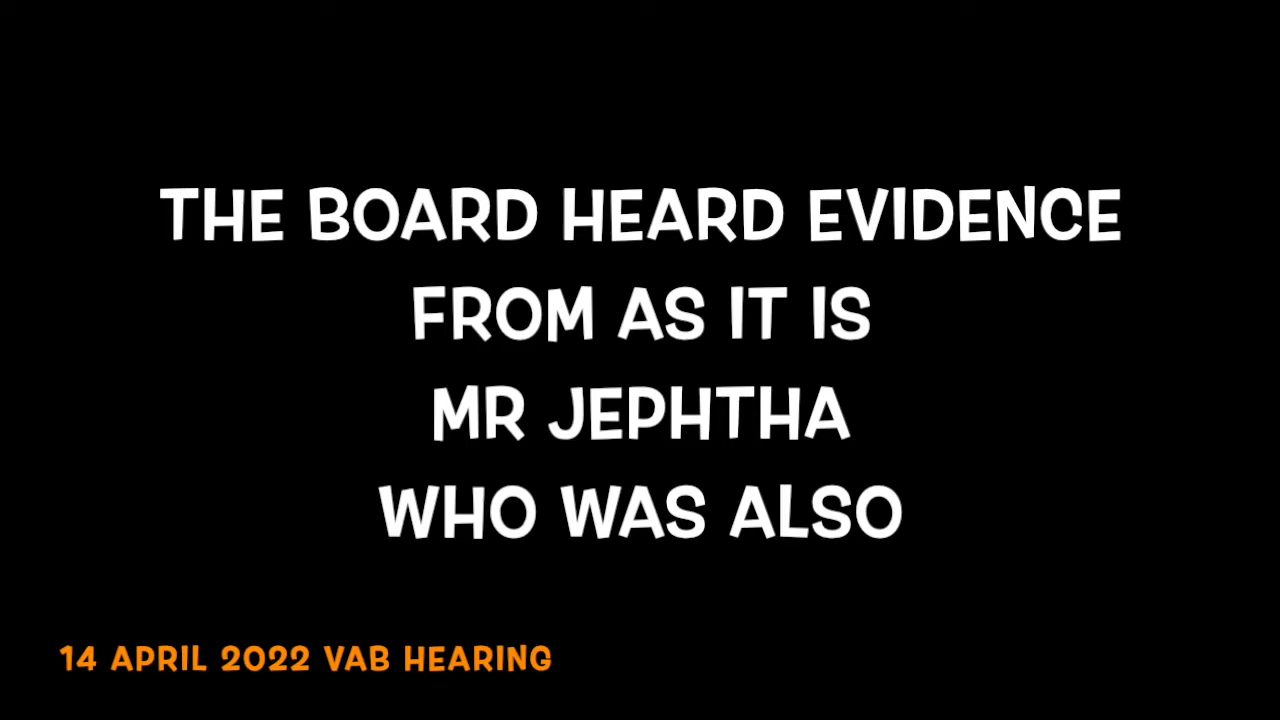 THE BOARD HEARD EVIDENCE
FROM AS IT IS
MR JEPHTHA
WHO WAS ALSO
14 APRIL 2022 VAB HEARING